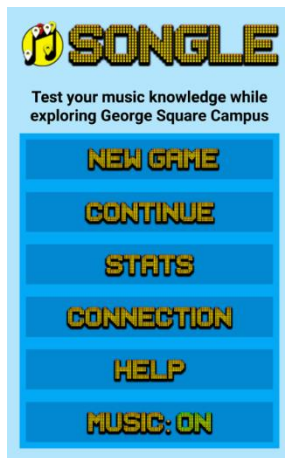 SONGLE
Test your music knowledge while
exploring George Square Campus
NEW GAME
CONTINUE
STATS
CONNECTION
HELP
MUSIC: ON